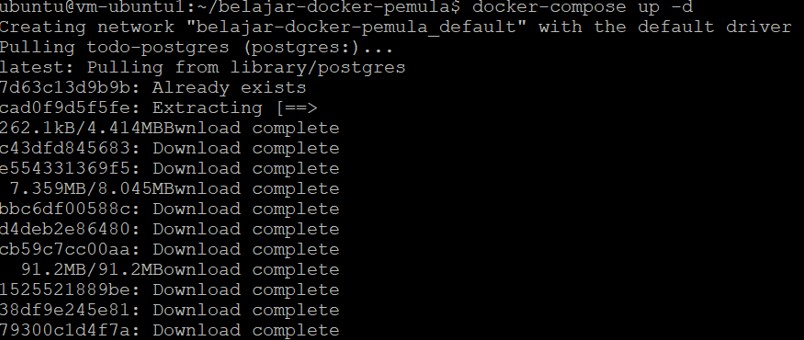 ubuntu@vm-ubuntu1:~/belajar-docker-pemula$ docker-compose up -d
Creating network "belajar-docker-pemula_default" with the default driver
Pulling todo-postgres (postgres:)...
latest: Pulling from library/postgres
7d63c13d9b9b: Already exists
cad0f9d5f5fe: Extracting [==>
262.1kB/4.414MBBwnload complete
c43dfd845683: Download complete
e554331369f5: Download complete
7.359MB/8.045MBwnload complete
bbc6df00588c: Download complete
d4deb2e86480: Download complete
cb59c7cc00aa: Download complete
91.2MB/91.2MBownload complete
1525521889be: Download complete
38df9e245e81: Download complete
79300c1d4f7a: Download complete